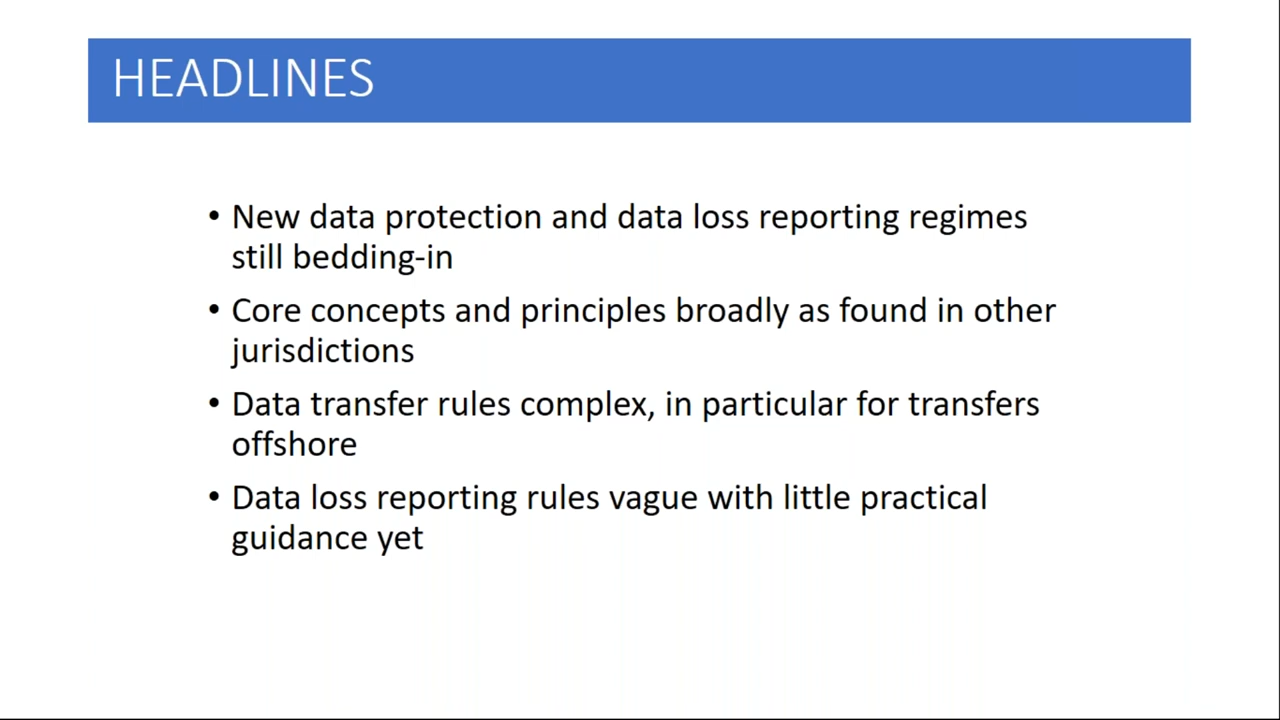 HEADLINES
• New data protection and data loss reporting regimes
still bedding-in
• Core concepts and principles broadly as found in other
jurisdictions
• Data transfer rules complex, in particular for transfers
offshore
• Data loss reporting rules vague with little practical
guidance yet